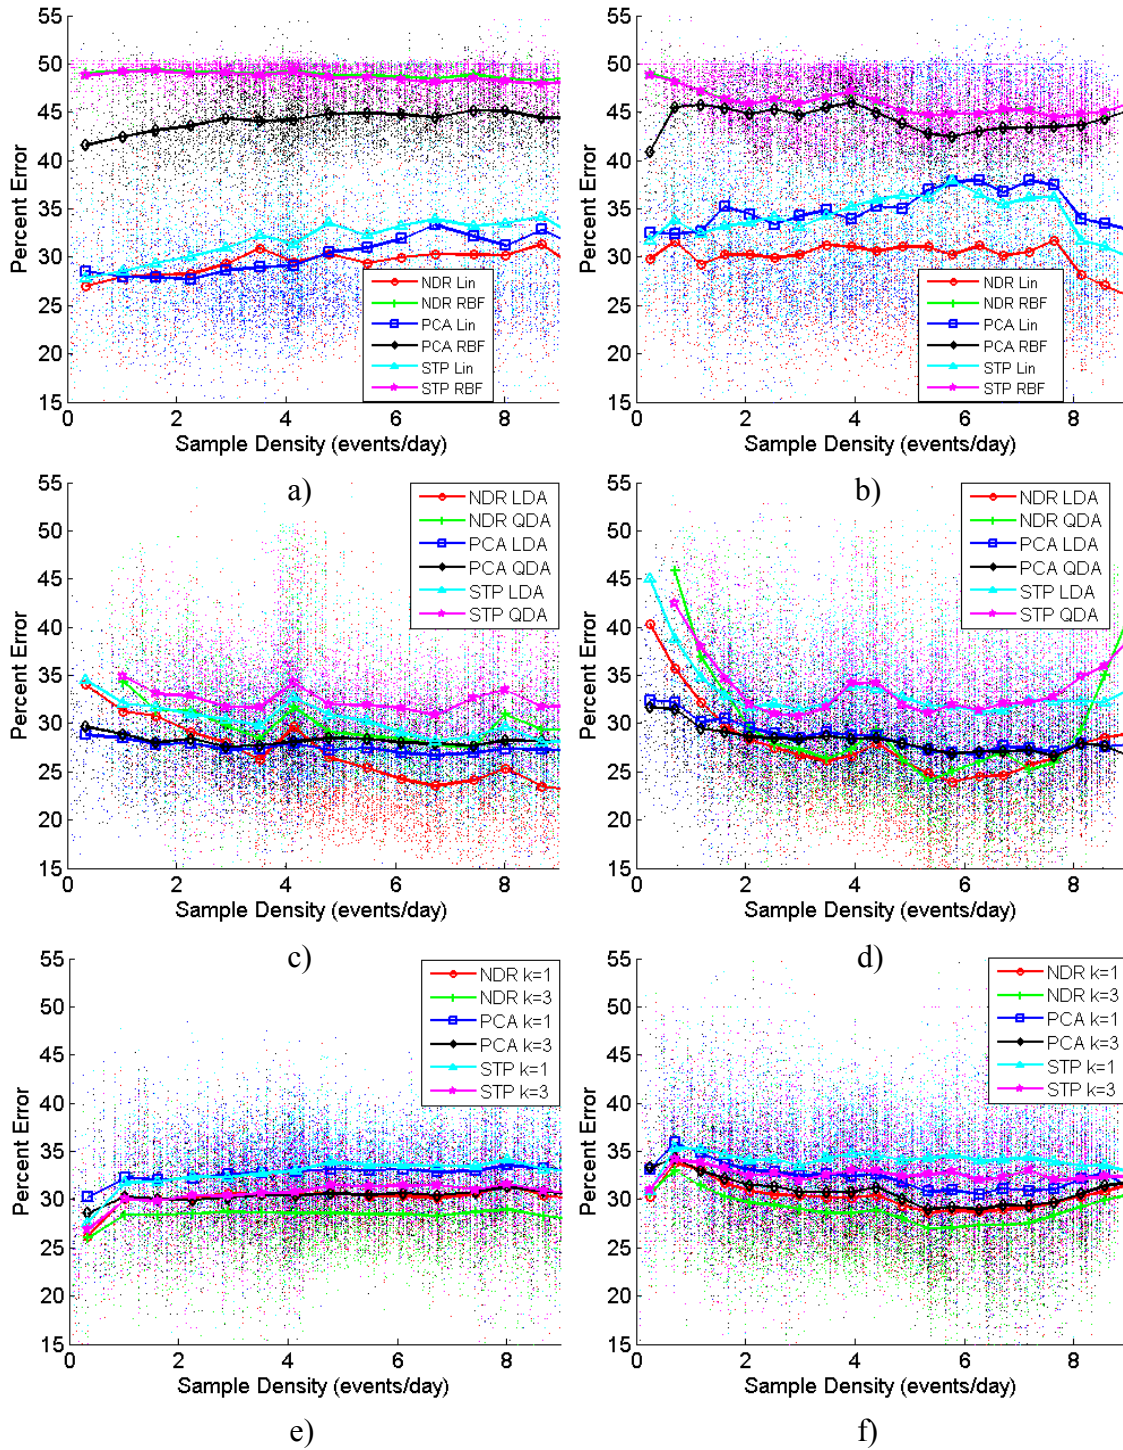 55
50
45
40
35
30
25
20
15
Percent Error
NDR Lin
NDR RBF
PCA Lin
PCA RBF
STP Lin
STP RBF
0 2 4 6 8
Sample Density (events/day)
a)
55
50
45
40
35
30
25
20
15
Percent Error
NDR Lin
NDR RBF
PCA Lin
PCA RBF
STP Lin
STP RBF
0 2 4 6 8
Sample Density (events/day)
b)
55
50
45
40
35
30
25
20
15
Percent Error
NDR LDA
NDR QDA
PCA LDA
PCA QDA
STP LDA
STP QDA
0 2 4 6 8
Sample Density (events/day)
c)
55
50
45
40
35
30
25
20
15
Percent Error
NDR LDA
NDR QDA
PCA LDA
PCA QDA
STP LDA
STP QDA
0 2 4 6 8
Sample Density (events/day)
d)
55
50
45
40
35
30
25
20
15
Percent Error
NDR k=1
NDR k=3
PCA k=1
PCA k=3
STP k=1
STP k=3
0 2 4 6 8
Sample Density (events/day)
e)
55
50
45
40
35
30
25
20
15
Percent Error
NDR k=1
NDR k=3
PCA k=1
PCA k=3
STP k=1
STP k=3
0 2 4 6 8
Sample Density (events/day)
f)